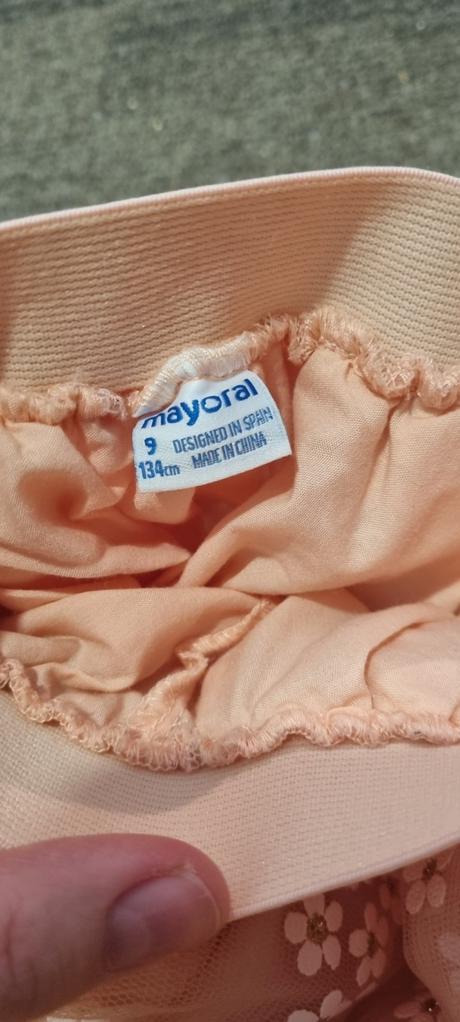 mayoral
9 DESIGNED IN SPAIN
134cm MADE IN CHINA